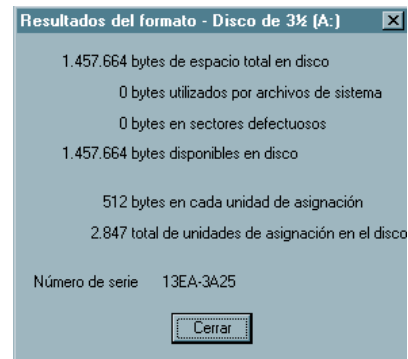 Resultados del formato - Disco de 3½ (A:)
1.457.664 bytes de espacio total en disco
0 bytes utilizados por archivos de sistema
0 bytes en sectores defectuosos
1.457.664 bytes disponibles en disco
512 bytes en cada unidad de asignación
2.847 total de unidades de asignación en el disco
Número de serie 13EA-3A25
Cerrar